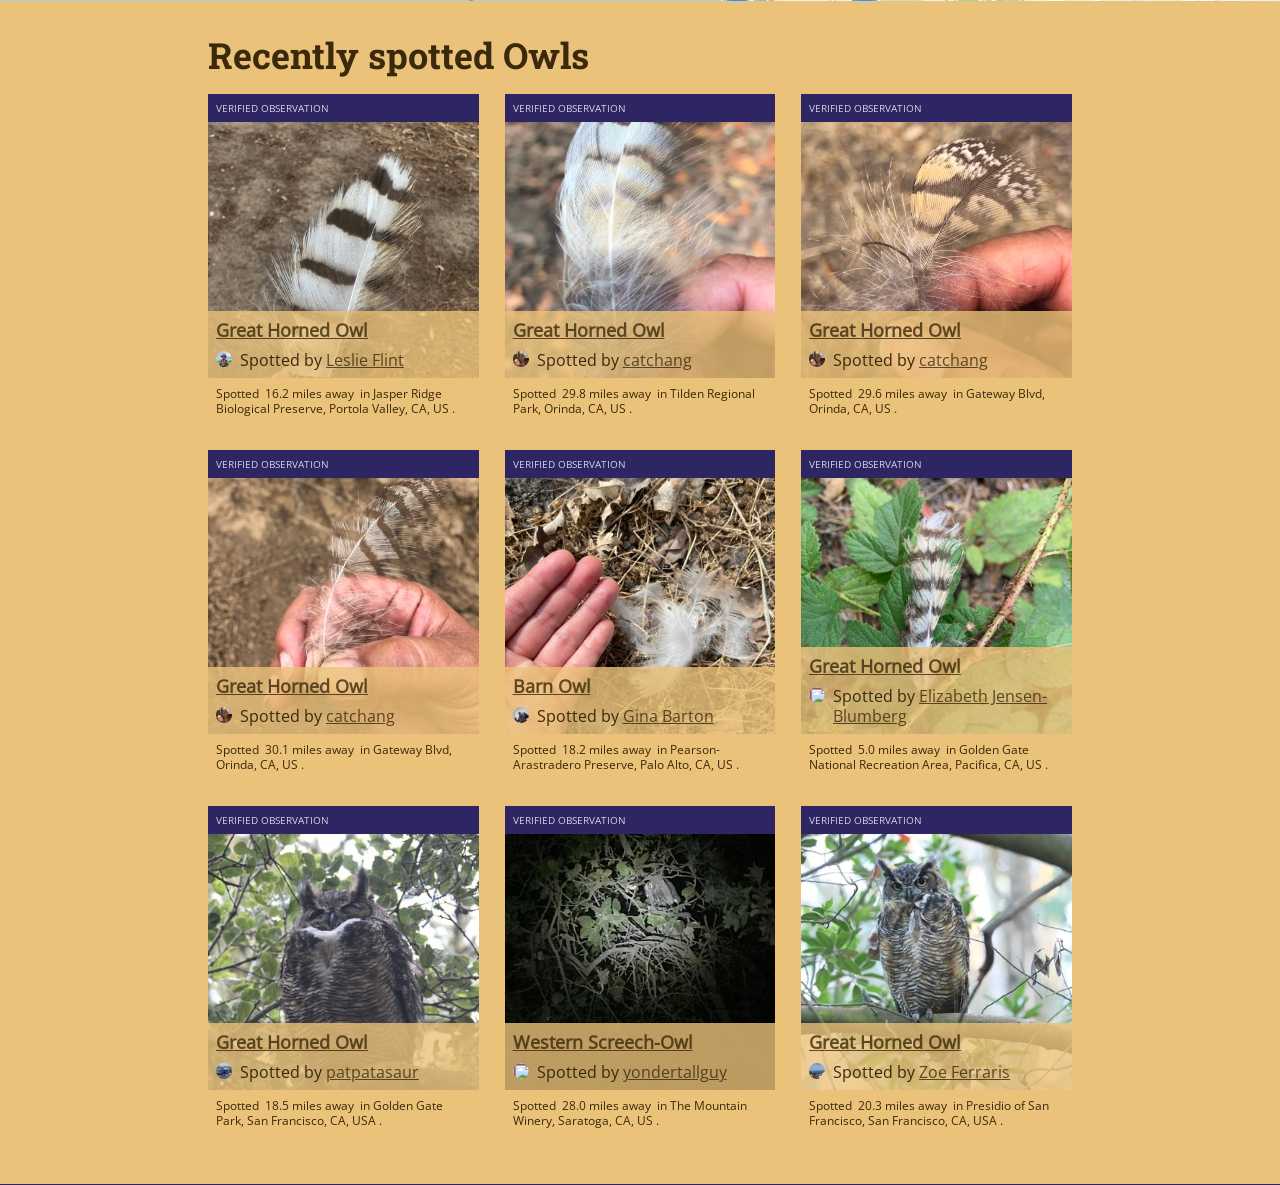 Recently spotted Owls
VERIFIED OBSERVATION
Great Horned Owl
Spotted by Leslie Flint
Spotted 16.2 miles away in Jasper Ridge
Biological Preserve, Portola Valley, CA, US .
VERIFIED OBSERVATION
Great Horned Owl
Spotted by catchang
Spotted 29.8 miles away in Tilden Regional
Park, Orinda, CA, US .
VERIFIED OBSERVATION
Great Horned Owl
Spotted by catchang
Spotted 29.6 miles away in Gateway Blvd,
Orinda, CA, US .
VERIFIED OBSERVATION
Great Horned Owl
Spotted by catchang
Spotted 30.1 miles away in Gateway Blvd,
Orinda, CA, US .
VERIFIED OBSERVATION
Barn Owl
Spotted by Gina Barton
Spotted 18.2 miles away in Pearson-
Arastradero Preserve, Palo Alto, CA, US .
VERIFIED OBSERVATION
Great Horned Owl
Spotted by Elizabeth Jensen-
Blumberg
Spotted 5.0 miles away in Golden Gate
National Recreation Area, Pacifica, CA, US .
VERIFIED OBSERVATION
Great Horned Owl
Spotted by patpatasaur
Spotted 18.5 miles away in Golden Gate
Park, San Francisco, CA, USA .
VERIFIED OBSERVATION
Western Screech-Owl
Spotted by yondertallguy
Spotted 28.0 miles away in The Mountain
Winery, Saratoga, CA, US .
VERIFIED OBSERVATION
Great Horned Owl
Spotted by Zoe Ferraris
Spotted 20.3 miles away in Presidio of San
Francisco, San Francisco, CA, USA .